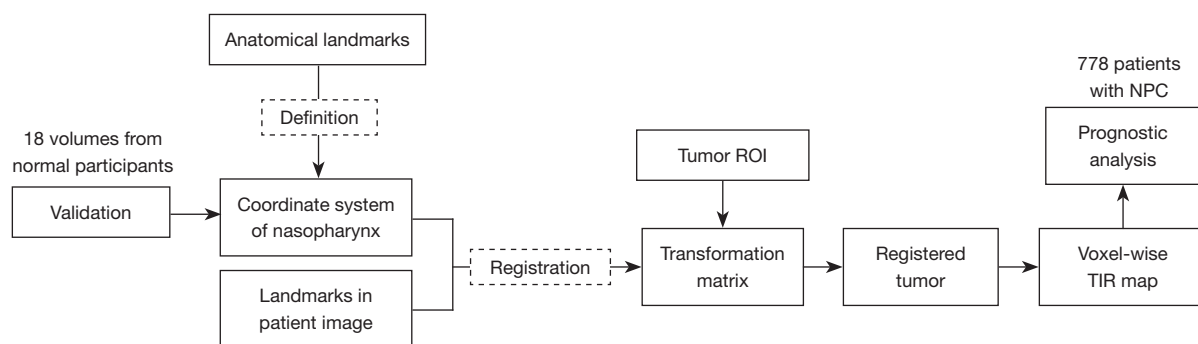 Anatomical landmarks
Definition
18 volumes from
normal participants
Validation
Coordinate system
of nasopharynx
Landmarks in
patient image
Registration
Tumor ROI
Transformation
matrix
Registered
tumor
778 patients
with NPC
Prognostic
analysis
Voxel-wise
TIR map